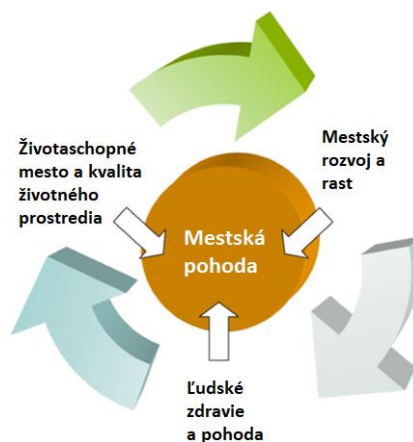 Životaschopné
mesto a kvalita
životného
prostredia
Mestský
rozvoj a
rast
Mestská
pohoda
Ľudské
zdravie
a pohoda